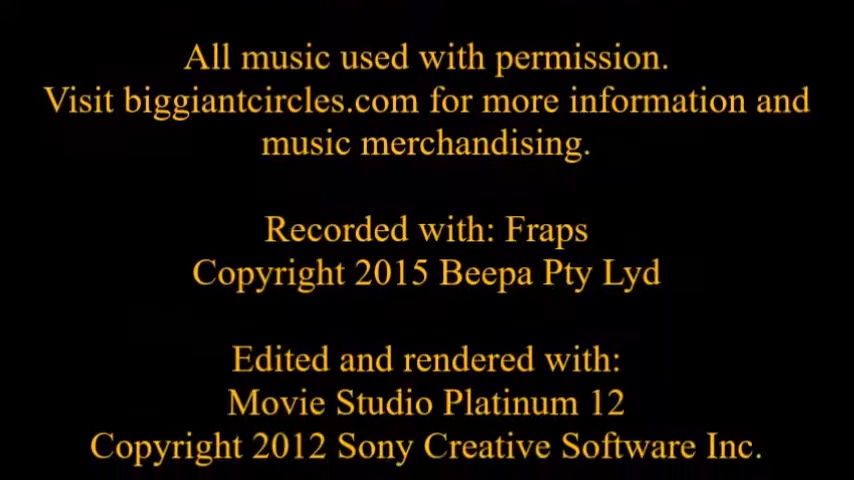 All music used with permission.
Visit biggiantcircles.com for more information and
music merchandising.
Recorded with: Fraps
Copyright 2015 Beepa Pty Lyd
Edited and rendered with:
Movie Studio Platinum 12
Copyright 2012 Sony Creative Software Inc.